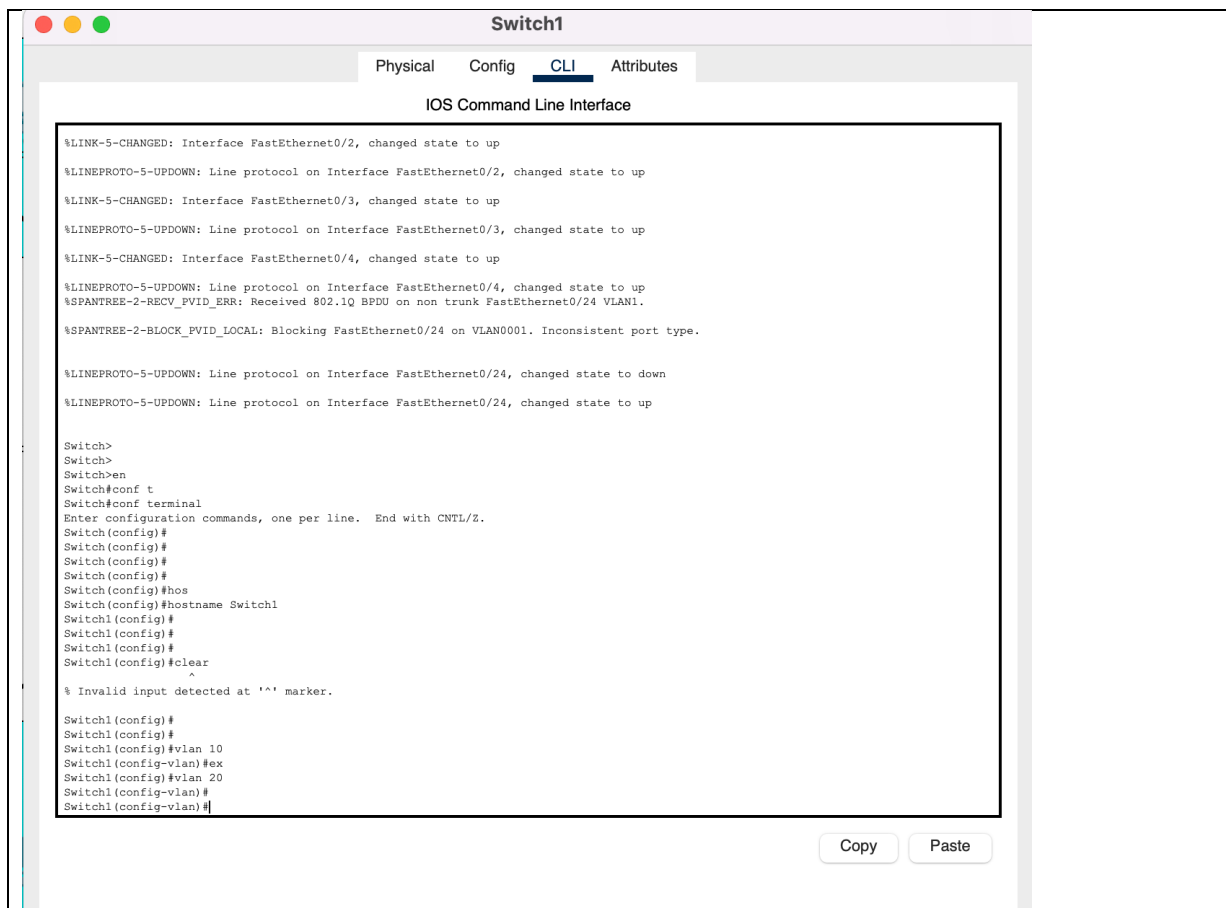 Switch1
Physical Config CLI Attributes
IOS Command Line Interface
%LINK-5-CHANGED: Interface FastEthernet0/2, changed state to up
%LINEPROTO-5-UPDOWN: Line protocol on Interface FastEthernet0/2, changed state to up
%LINK-5-CHANGED: Interface FastEthernet0/3, changed state to up
%LINEPROTO-5-UPDOWN: Line protocol on Interface FastEthernet0/3, changed state to up
%LINK-5-CHANGED: Interface FastEthernet0/4, changed state to up
%LINEPROTO-5-UPDOWN: Line protocol on Interface FastEthernet0/4, changed state to up
%SPANTREE-2-RECV_PVID_ERR: Received 802.1Q BPDU on non trunk FastEthernet0/24 VLAN1.
%SPANTREE-2-BLOCK_PVID_LOCAL: Blocking FastEthernet0/24 on VLAN0001. Inconsistent port type.
%LINEPROTO-5-UPDOWN: Line protocol on Interface FastEthernet0/24, changed state to down
%LINEPROTO-5-UPDOWN: Line protocol on Interface FastEthernet0/24, changed state to up
Switch>
Switch>
Switch>en
Switch#conf t
Switch#conf terminal
Enter configuration commands, one per line. End with CNTL/Z.
Switch(config)#
Switch(config)#
Switch(config)#
Switch(config)#
Switch(config)#hos
Switch(config)#hostname Switch1
Switch1(config)#
Switch1(config)#
Switch1(config)#
Switch1(config)#clear
^
% Invalid input detected at '^' marker.
Switch1(config)#
Switch1(config)#
Switch1(config)#vlan 10
Switch1(config-vlan)#ex
Switch1(config)#vlan 20
Switch1(config-vlan)#
Switch1(config-vlan)#
Copy Paste